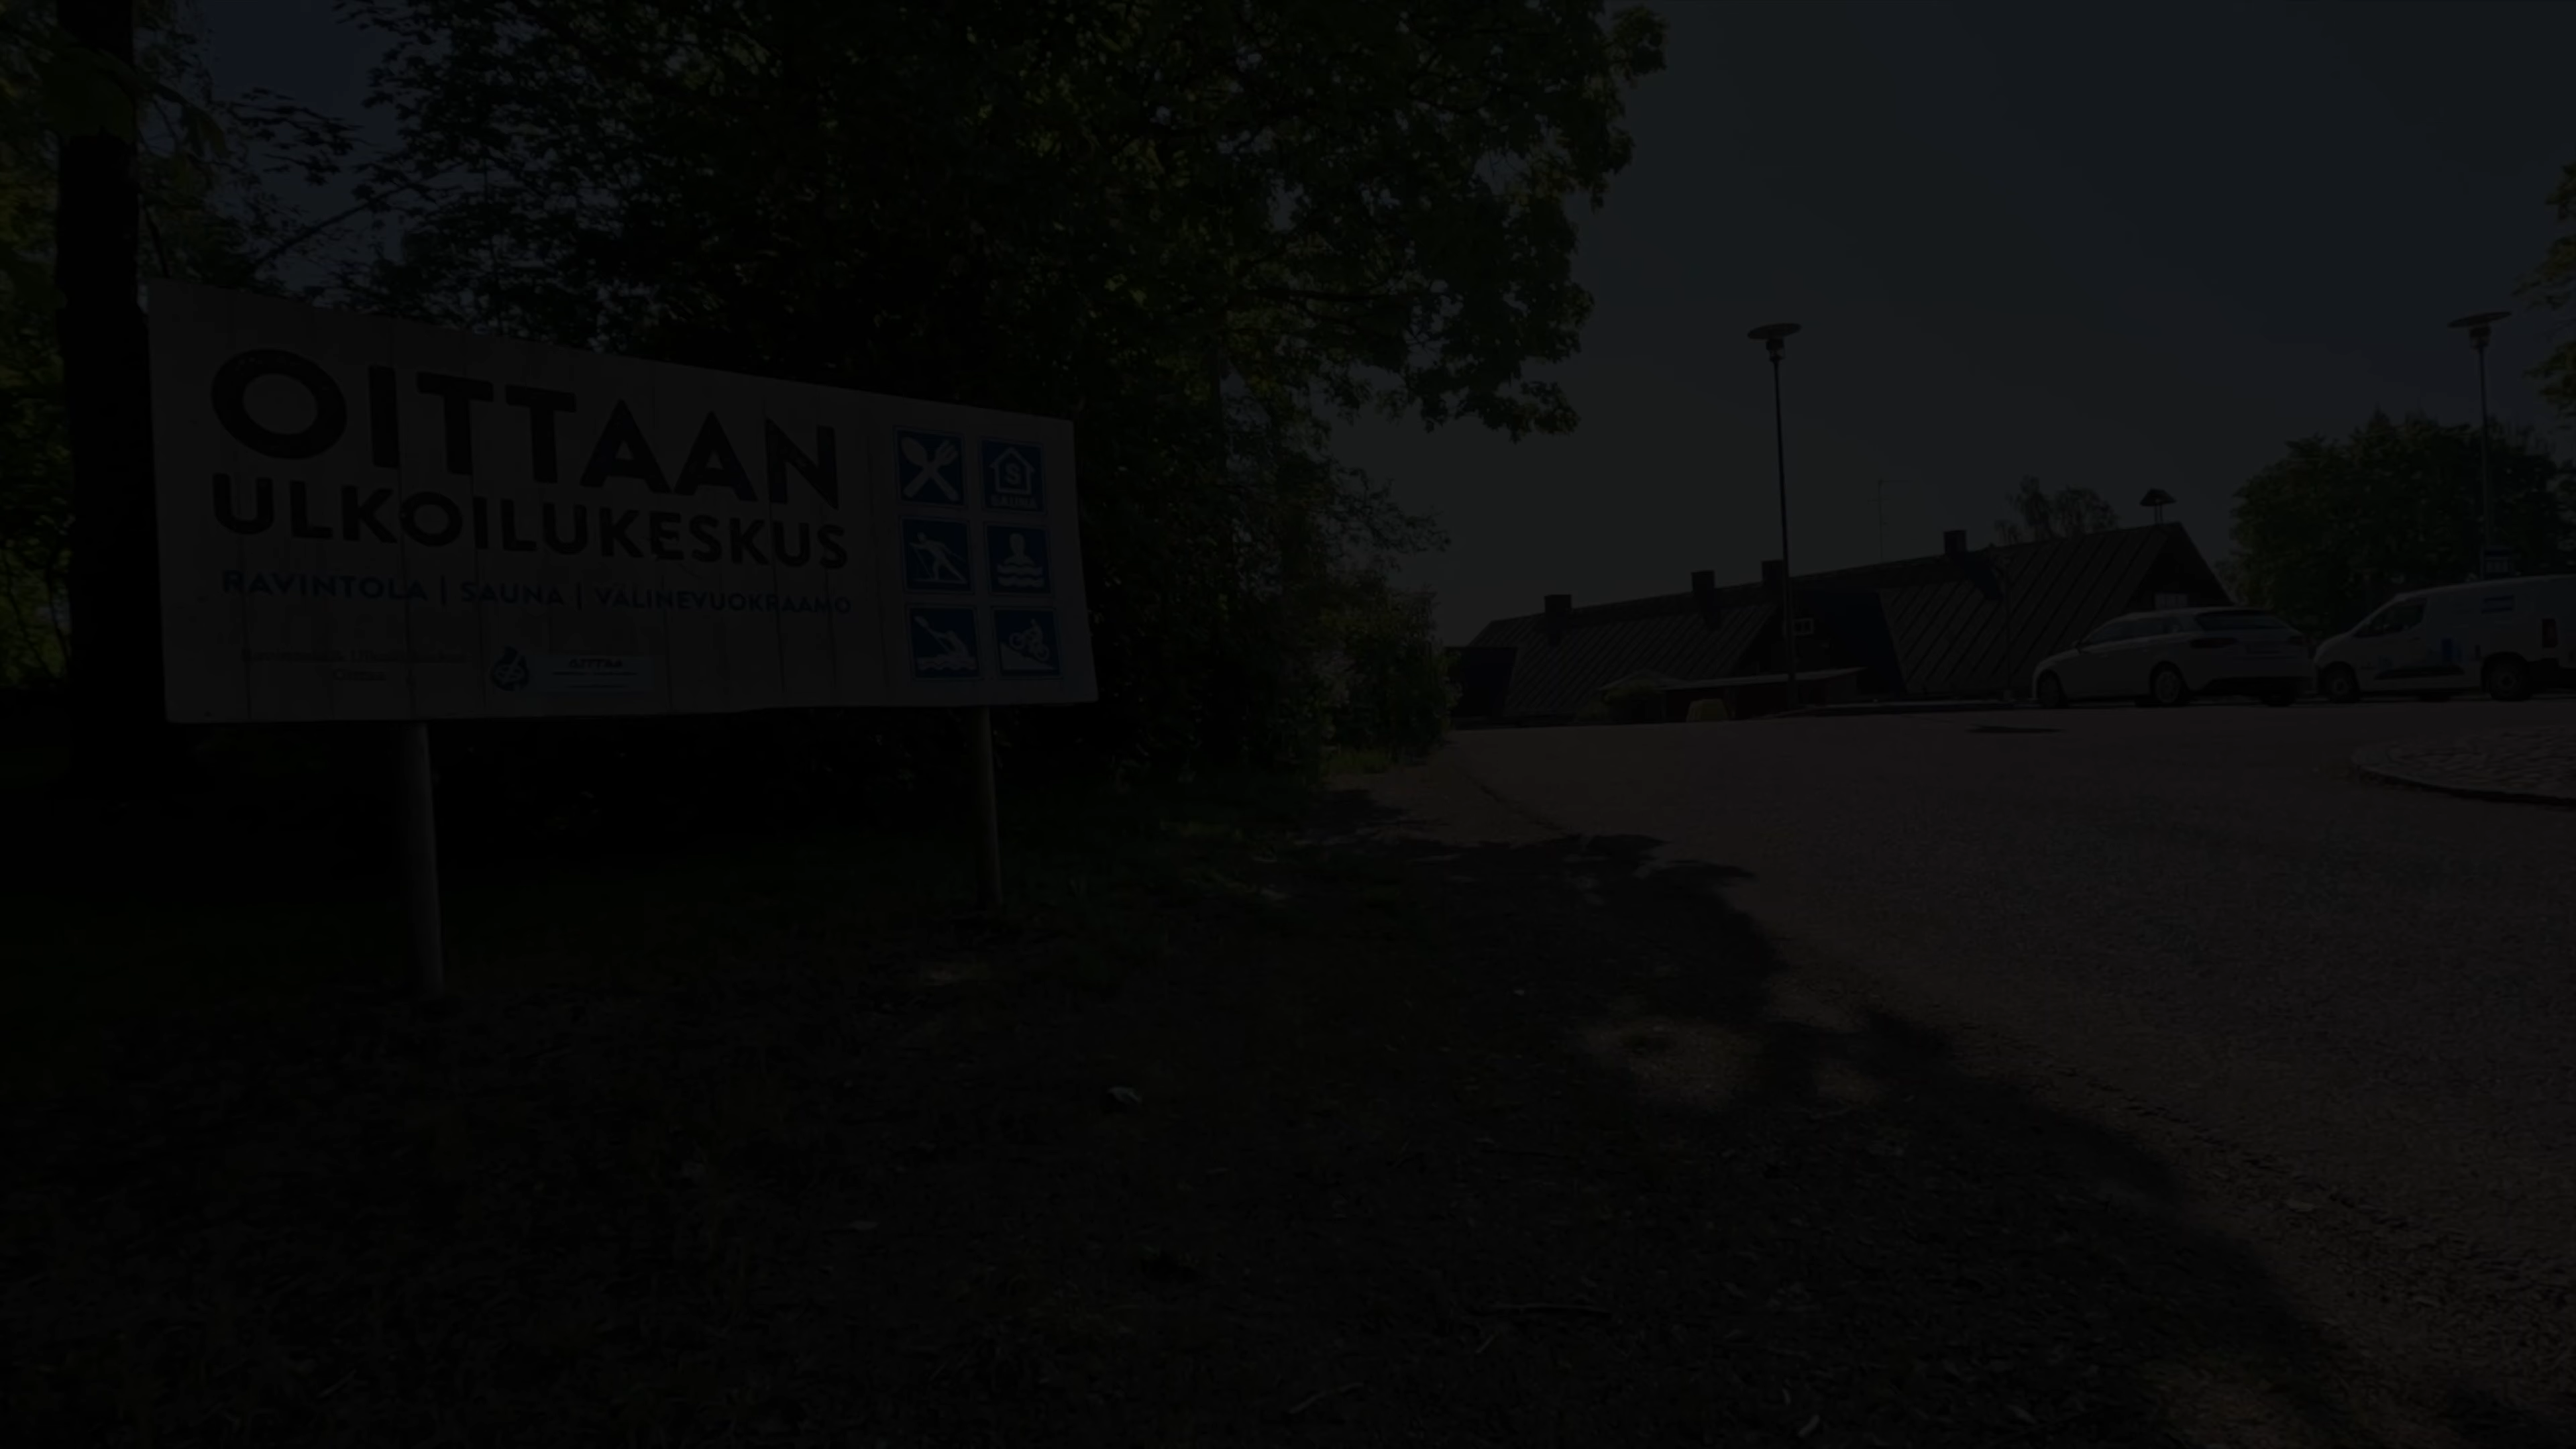 OITTAAN
ULKOILUKESKUS
RAVINTOLA | SAUNA | VÄLINEVUOKRAAMO
SAUNA